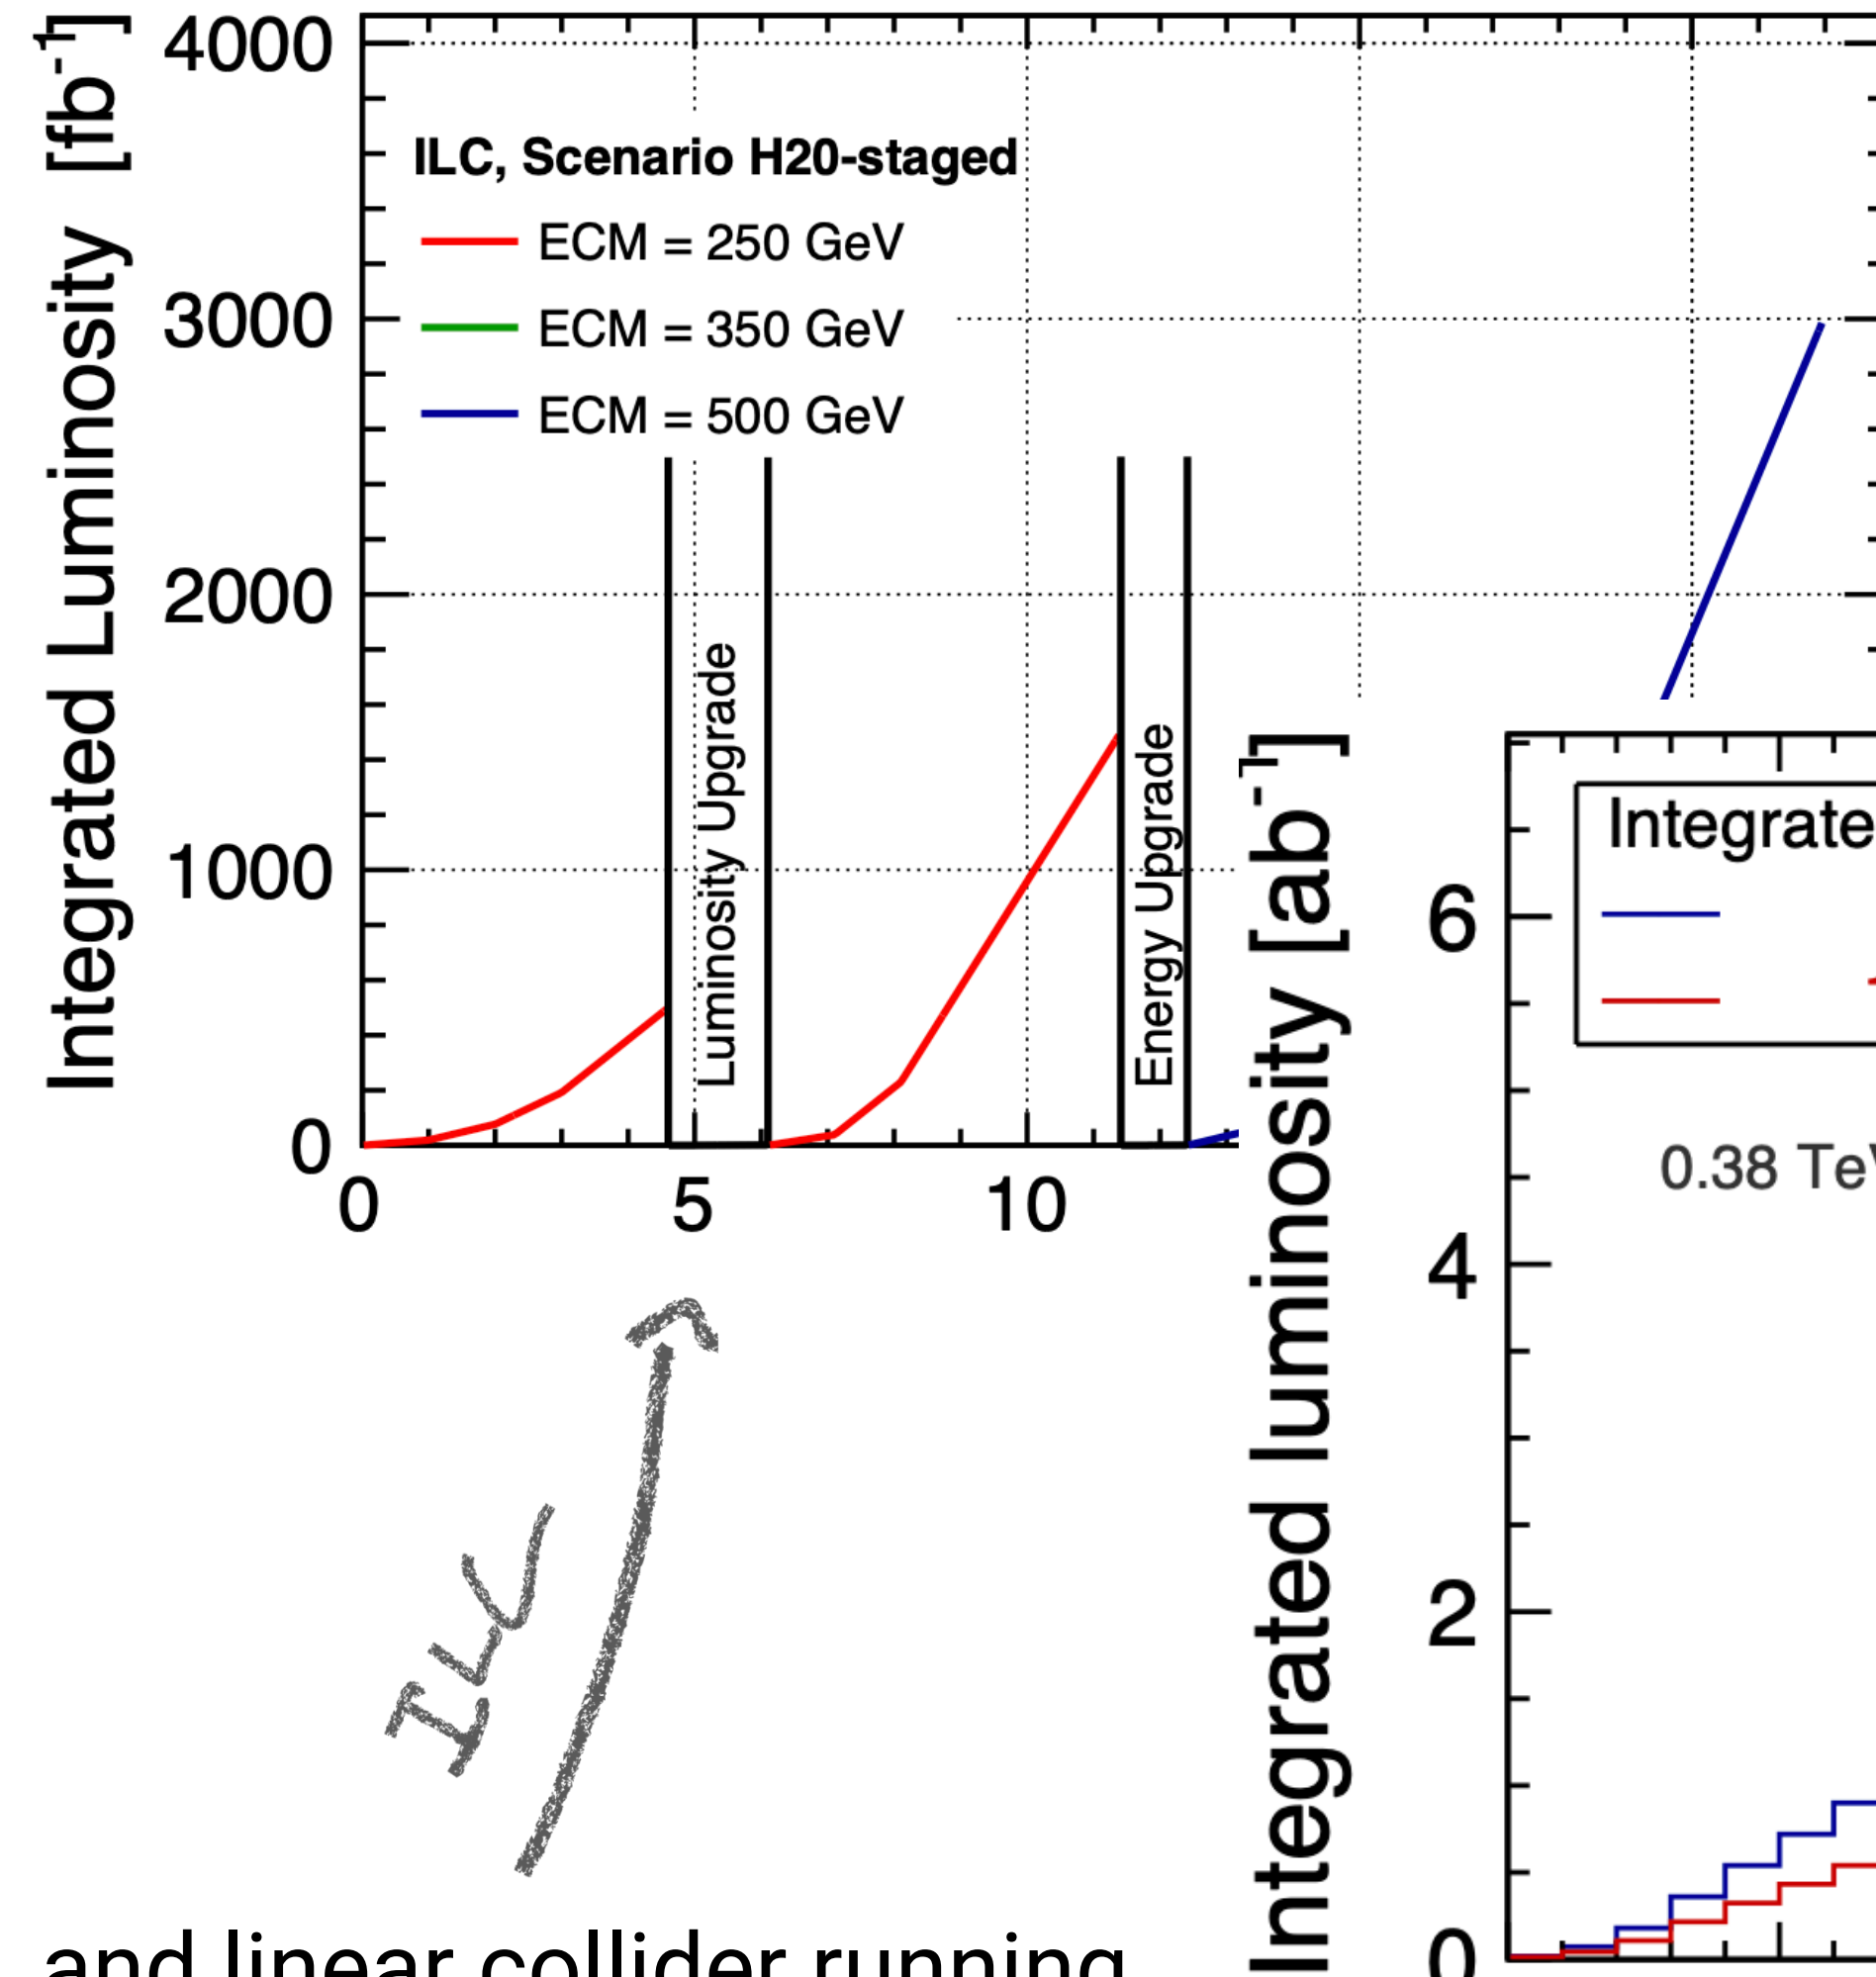 Integrated Luminosity [fb⁻¹]
4000
3000
2000
1000
0
ILC, Scenario H20-staged
ECM = 250 GeV
ECM = 350 GeV
ECM = 500 GeV
Luminosity Upgrade
Energy Upgrade
0 5 10
ILC
Integrated luminosity [ab⁻¹]
6
4
2
0
Integrate
0.38 TeV
and linear collider running